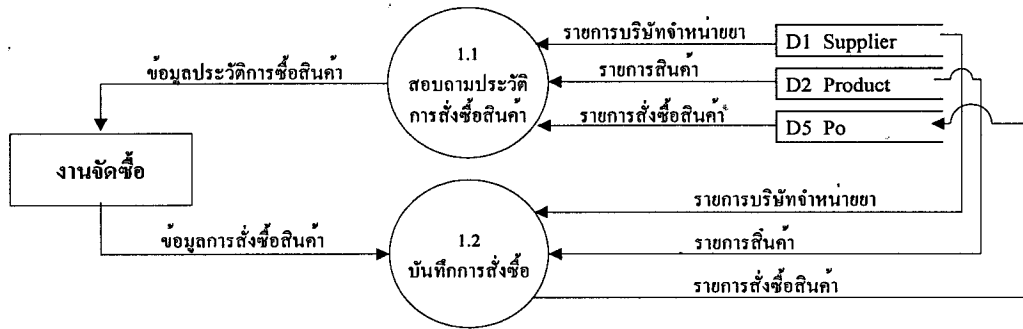 รายการบริษัทจำหน่ายยา
D1 Supplier
ข้อมูลประวัติการซื้อสินค้า
1.1
สอบถามประวัติ
การสั่งซื้อสินค้า
รายการสินค้า
D2 Product
รายการสั่งซื้อสินค้า
D5 Po
งานจัดซื้อ
ข้อมูลการสั่งซื้อสินค้า
1.2
บันทึกการสั่งซื้อ
รายการบริษัทจำหน่ายยา
รายการสินค้า
รายการสั่งซื้อสินค้า